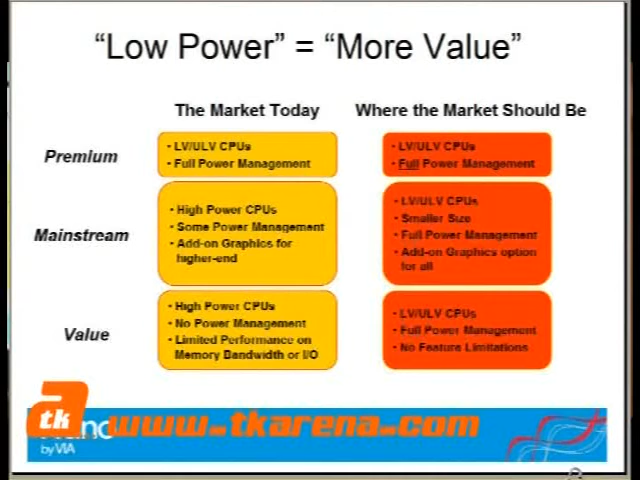 “Low Power” = “More Value”
The Market Today
Where the Market Should Be
Premium
• LV/ULV CPUs
• Full Power Management
• LV/ULV CPUs
• Full Power Management
Mainstream
• High Power CPUs
• Some Power Management
• Add-on Graphics for
higher-end
• LV/ULV CPUs
• Smaller Size
• Full Power Management
• Add-on Graphics option
for all
Value
• High Power CPUs
• No Power Management
• Limited Performance on
Memory Bandwidth or I/O
• LV/ULV CPUs
• Full Power Management
• No Feature Limitations
tk
www.tkarena.com
by VIA